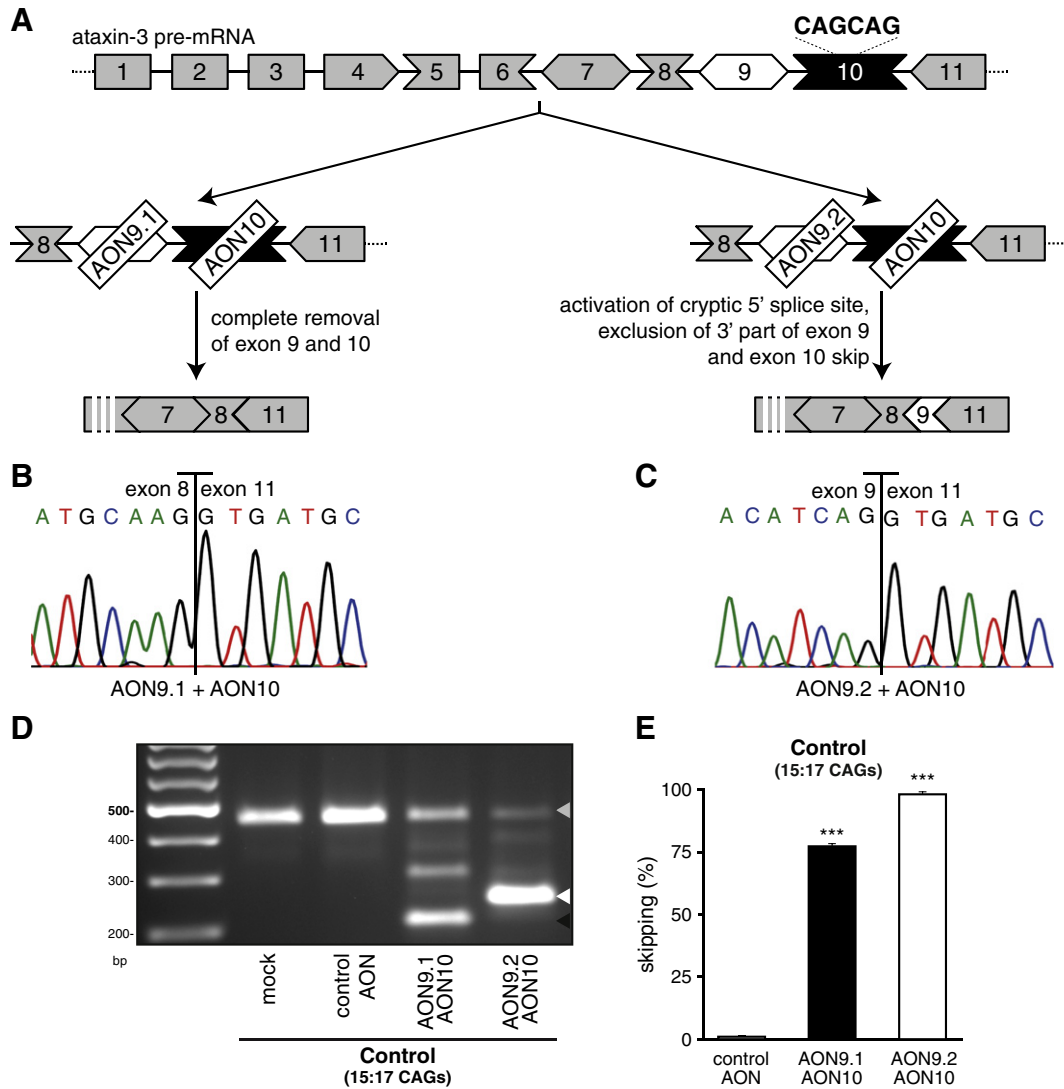 A
ataxin-3 pre-mRNA
CAGCAG
1 2 3 4 5 6 7 8 9 10 11
8 AON9.1 AON10 11
8 AON9.2 AON10 11
complete removal
of exon 9 and 10
activation of cryptic 5' splice site,
exclusion of 3' part of exon 9
and exon 10 skip
7 8 11
7 8 9 11
B
exon 8 exon 11
A T G C A A G G T G A T G C
AON9.1 + AON10
C
exon 9 exon 11
A C A T C A G G T G A T G C
AON9.2 + AON10
D
500-
400-
300-
200-
bp
mock
control
AON
AON9.1
AON10
AON9.2
AON10
Control
(15:17 CAGs)
E
Control
(15:17 CAGs)
***
***
skipping (%)
100
75
50
25
0
control
AON
AON9.1
AON10
AON9.2
AON10